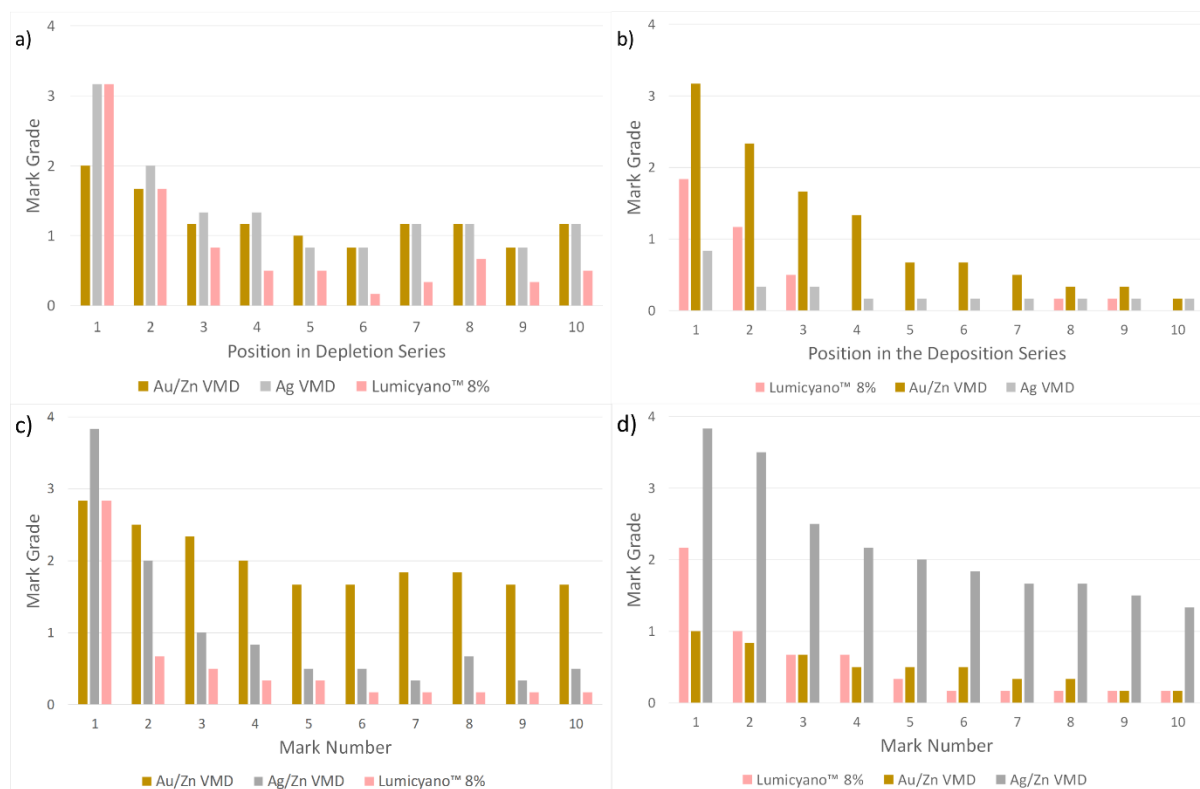 a)
4
3
2
1
0
Mark Grade
1 2 3 4 5 6 7 8 9 10
Position in Depletion Series
Au/Zn VMD Ag VMD Lumicyano™ 8%
b)
4
3
2
1
0
Mark Grade
1 2 3 4 5 6 7 8 9 10
Position in the Deposition Series
Lumicyano™ 8% Au/Zn VMD Ag VMD
c)
4
3
2
1
0
Mark Grade
1 2 3 4 5 6 7 8 9 10
Mark Number
Au/Zn VMD Ag/Zn VMD Lumicyano™ 8%
d)
4
3
2
1
0
Mark Grade
1 2 3 4 5 6 7 8 9 10
Mark Number
Lumicyano™ 8% Au/Zn VMD Ag/Zn VMD